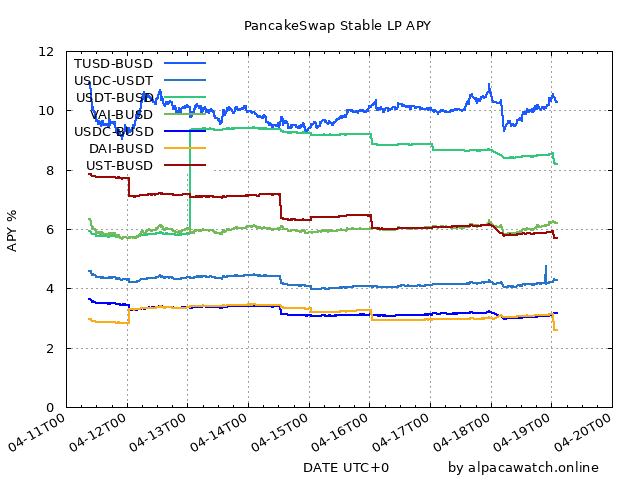 PancakeSwap Stable LP APY
12
10
8
6
4
2
0
APY %
TUSD-BUSD
USDC-USDT
USDT-BUSD
VAI-BUSD
USDC-BUSD
DAI-BUSD
UST-BUSD
04-11T00
04-12T00
04-13T00
04-14T00
04-15T00
04-16T00
04-17T00
04-18T00
04-19T00
04-20T00
DATE UTC+0
by alpacawatch.online